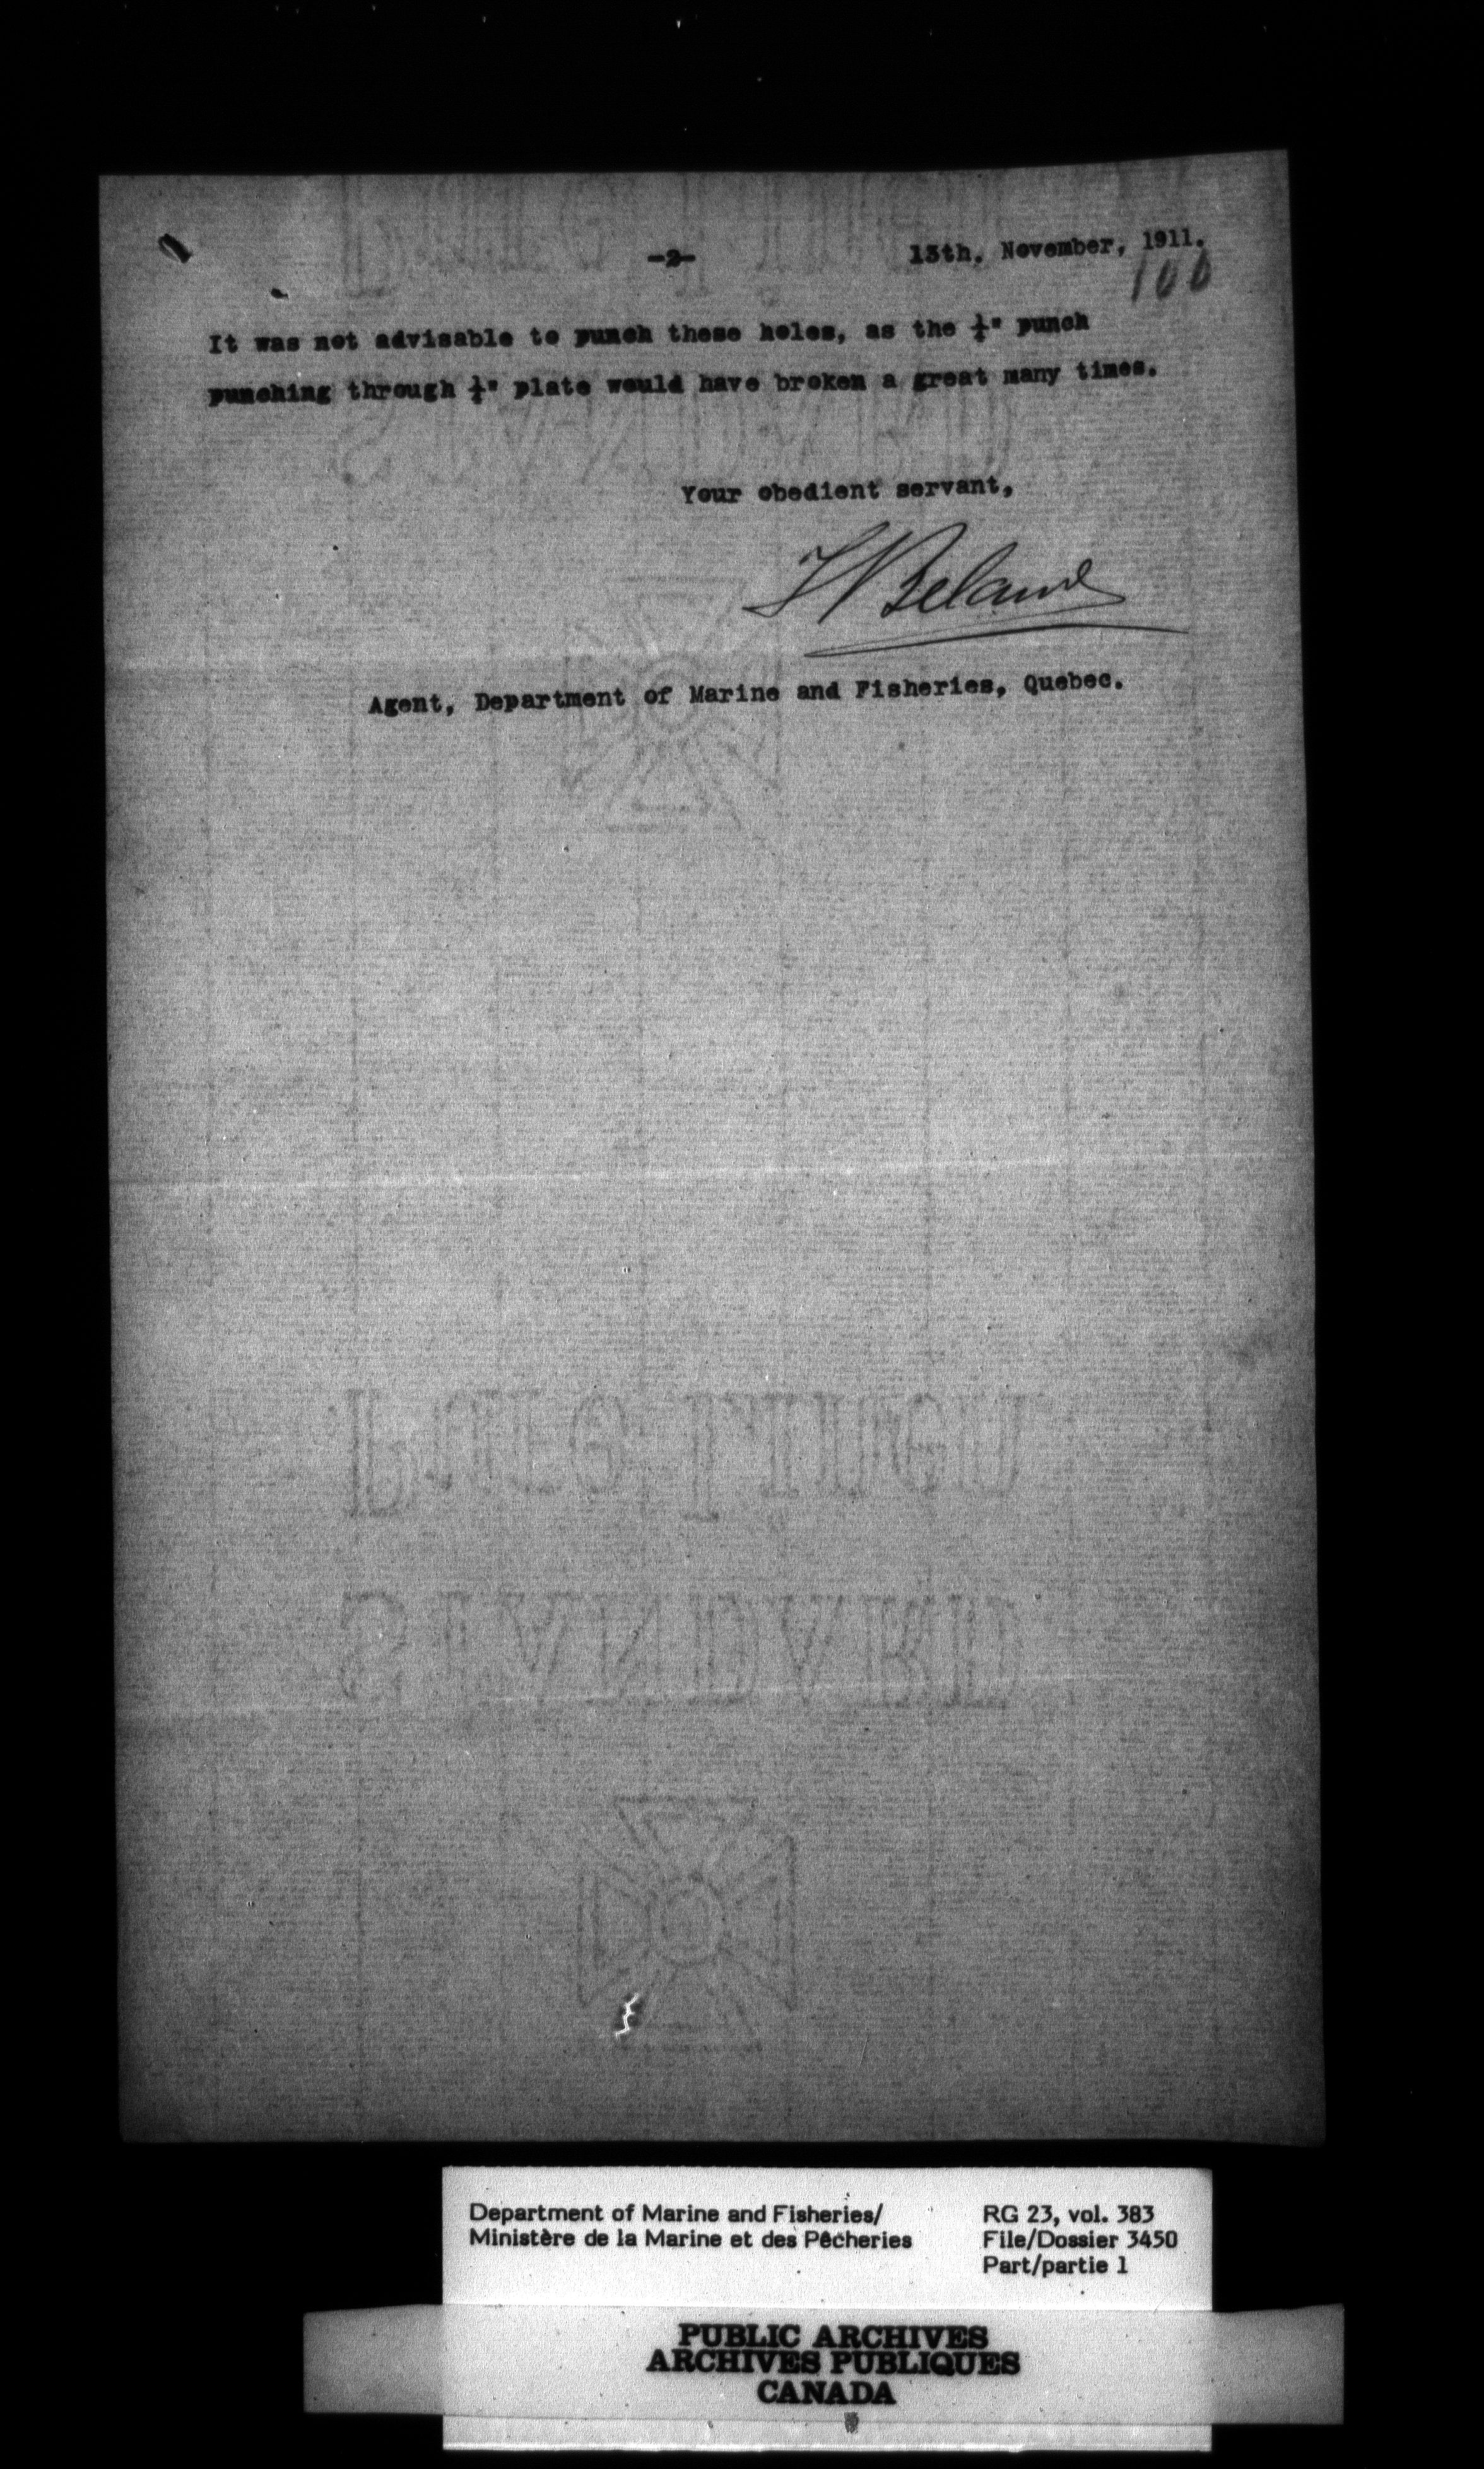 -2-
13th. November, 1911.
100
It was not advisable to punch these holes, as the ¼" punch
punching through ¼" plate would have broken a great many times.
Your obedient servant,
Agent, Department of Marine and Fisheries, Quebec.
STANDARD
Department of Marine and Fisheries/
Ministère de la Marine et des Pêcheries
RG 23, vol. 383
File/Dossier 3450
Part/partie 1
PUBLIC ARCHIVES
ARCHIVES PUBLIQUES
CANADA